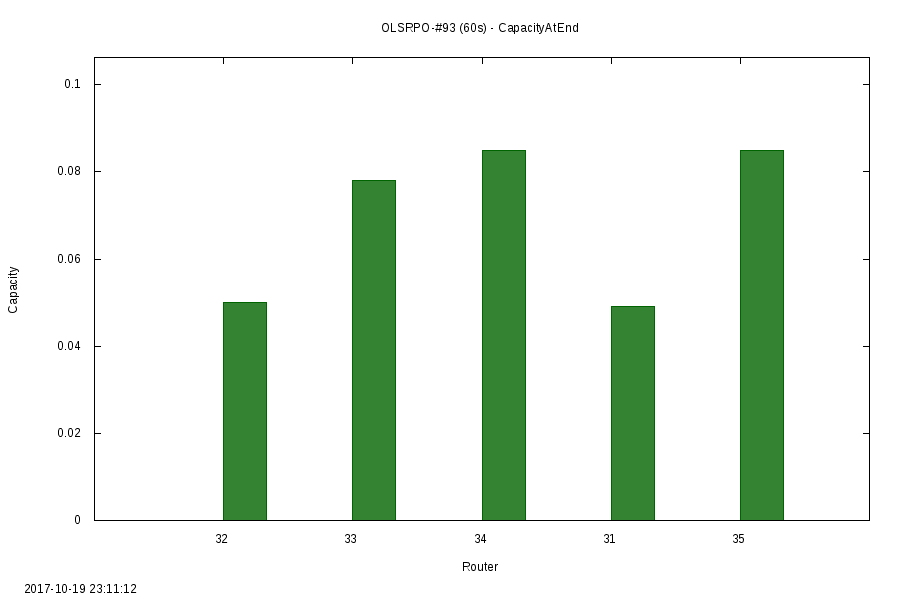 OLSRPO-#93 (60s) - CapacityAtEnd
0.1
0.08
0.06
0.04
0.02
0
Capacity
32 33 34 31 35
Router
2017-10-19 23:11:12